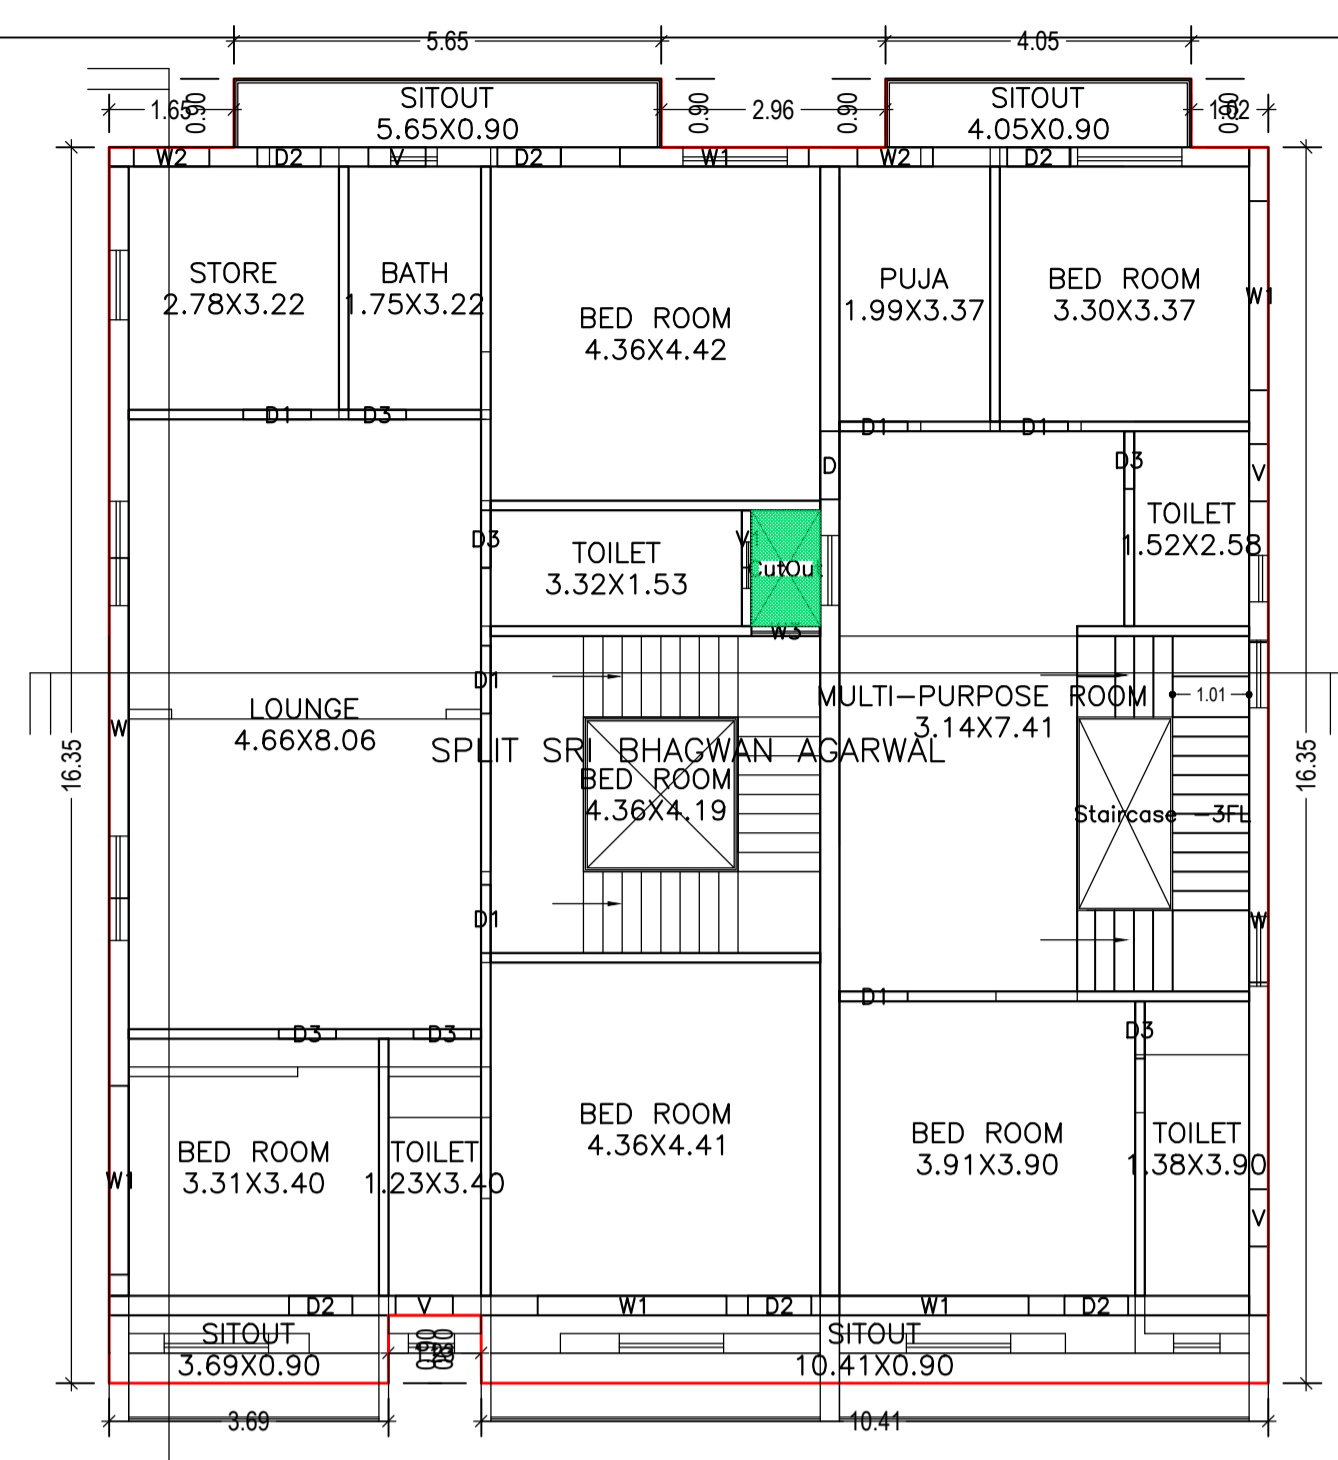 5.65
4.05
1.65
0.90
SITOUT
5.65X0.90
0.90
2.96
0.90
SITOUT
4.05X0.90
0.90
1.62
W2
D2
V
D2
W1
W2
D2
STORE
2.78X3.22
BATH
1.75X3.22
BED ROOM
4.36X4.42
PUJA
1.99X3.37
BED ROOM
3.30X3.37
W1
D1
D3
D1
D1
D
D3
V
TOILET
1.52X2.58
D3
TOILET
3.32X1.53
CutOu
W3
D1
LOUNGE
4.66X8.06
W
MULTI-PURPOSE ROOM
3.14X7.41
1.01
16.35
SPLIT SRI BHAGWAN AGARWAL
16.35
BED ROOM
4.36X4.19
Staircase -3FL
D1
W
D1
D3
D3
D3
BED ROOM
3.31X3.40
TOILET
1.23X3.40
BED ROOM
4.36X4.41
BED ROOM
3.91X3.90
TOILET
1.38X3.90
W1
V
D2
V
W1
D2
W1
D2
SITOUT
3.69X0.90
SITOUT
10.41X0.90
3.69
10.41